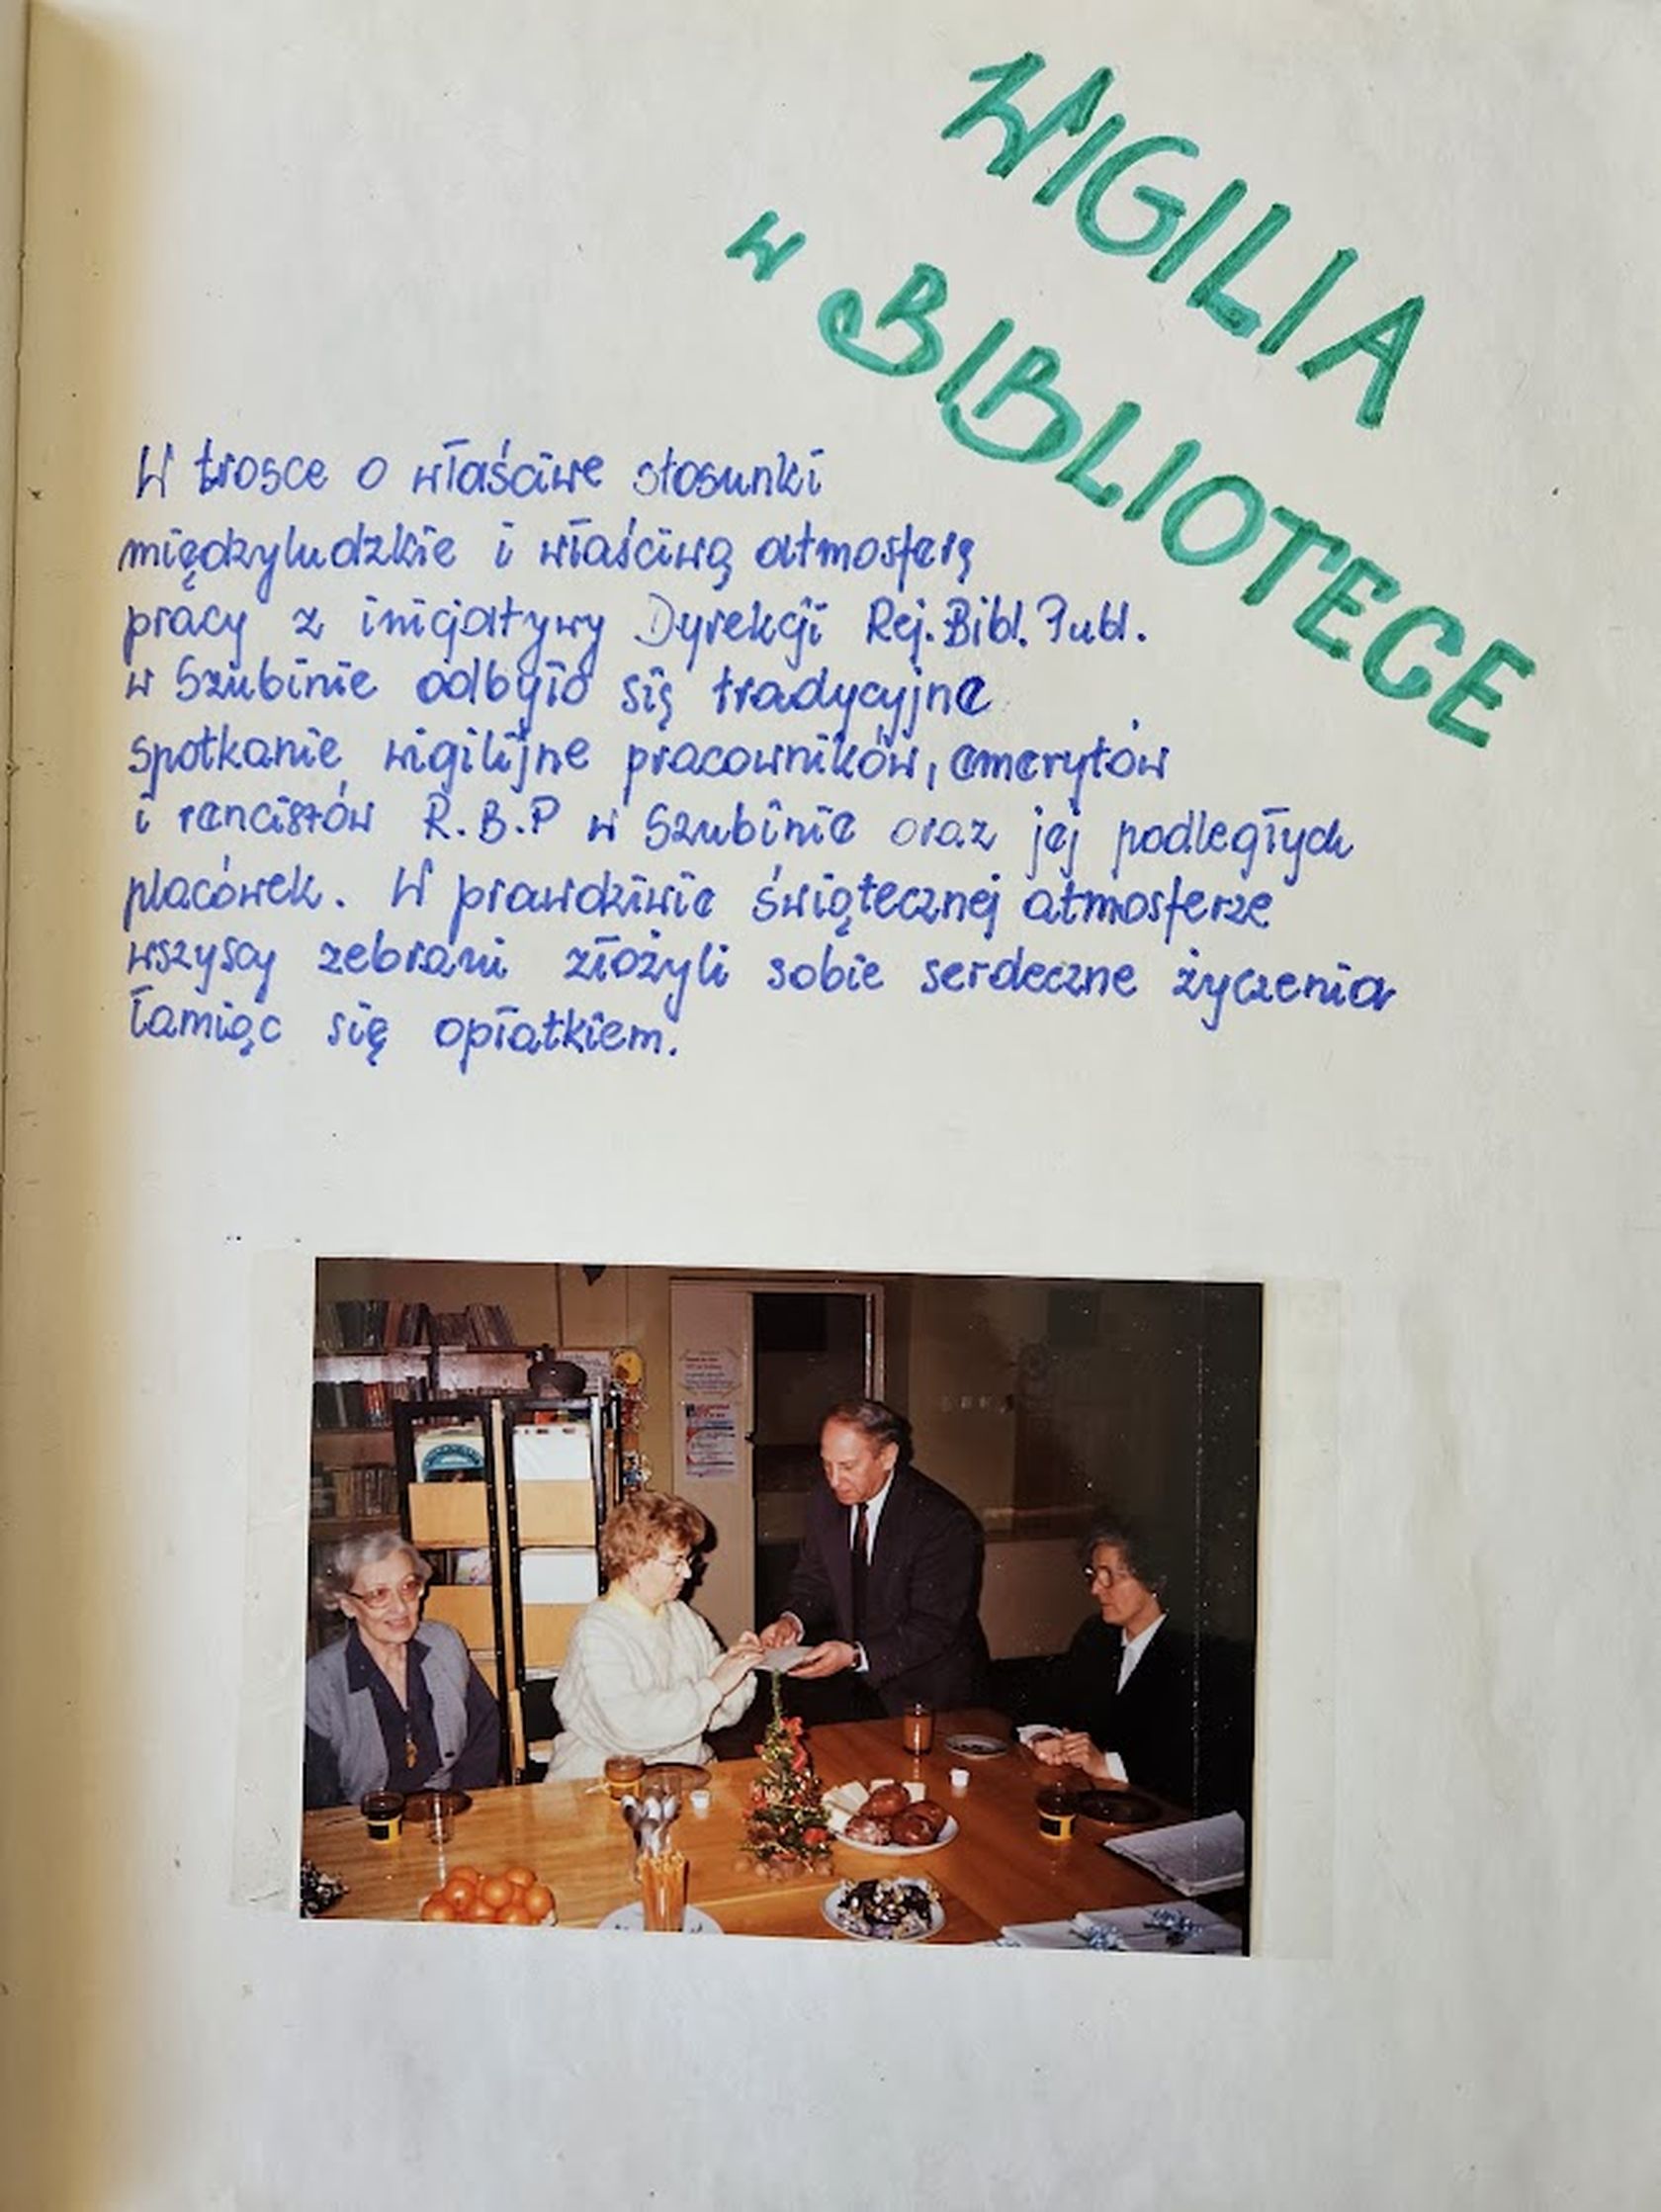 WIGILIA
w BIBLIOTECE
W trosce o właściwe stosunki
międzyludzkie i właściwą atmosferę
pracy z inicjatywy Dyrekcji Rej. Bibl. Publ.
w Szubinie odbyło się tradycyjne
spotkanie wigilijne pracowników, emerytów
i rencistów R.B.P w Szubinie oraz jej podległych
placówek. W prawdziwie świątecznej atmosferze
wszyscy zebrani złożyli sobie serdeczne życzenia
łamiąc się opłatkiem.